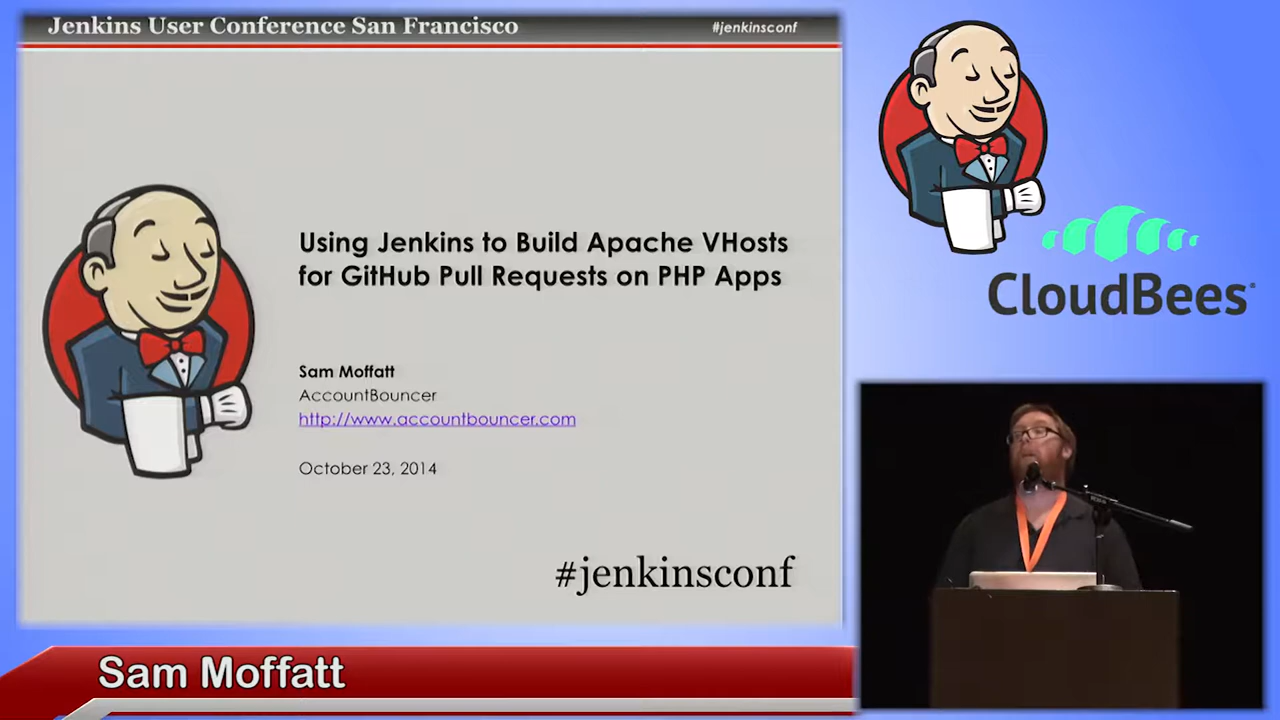 Jenkins User Conference San Francisco
#jenkinsconf
Using Jenkins to Build Apache VHosts
for GitHub Pull Requests on PHP Apps
Sam Moffatt
AccountBouncer
http://www.accountbouncer.com
October 23, 2014
#jenkinsconf
CloudBees
Sam Moffatt